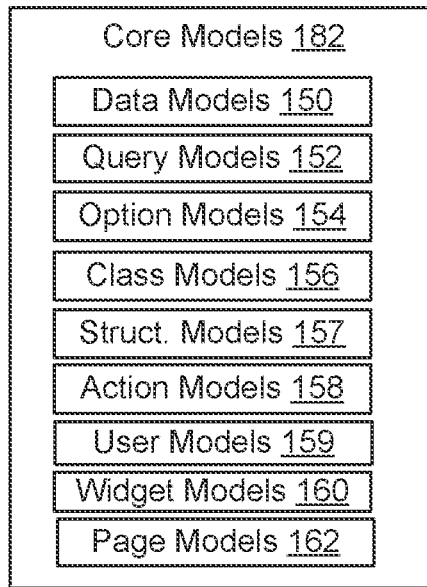 Core Models 182
Data Models 150
Query Models 152
Option Models 154
Class Models 156
Struct. Models 157
Action Models 158
User Models 159
Widget Models 160
Page Models 162